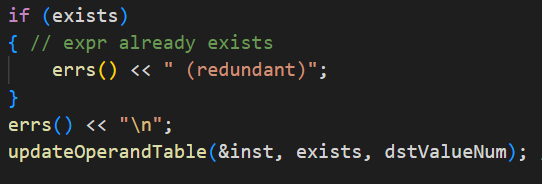 if (exists)
{ // expr already exists
    errs() << " (redundant)";
}
errs() << "\n";
updateOperandTable(&inst, exists, dstValueNum);